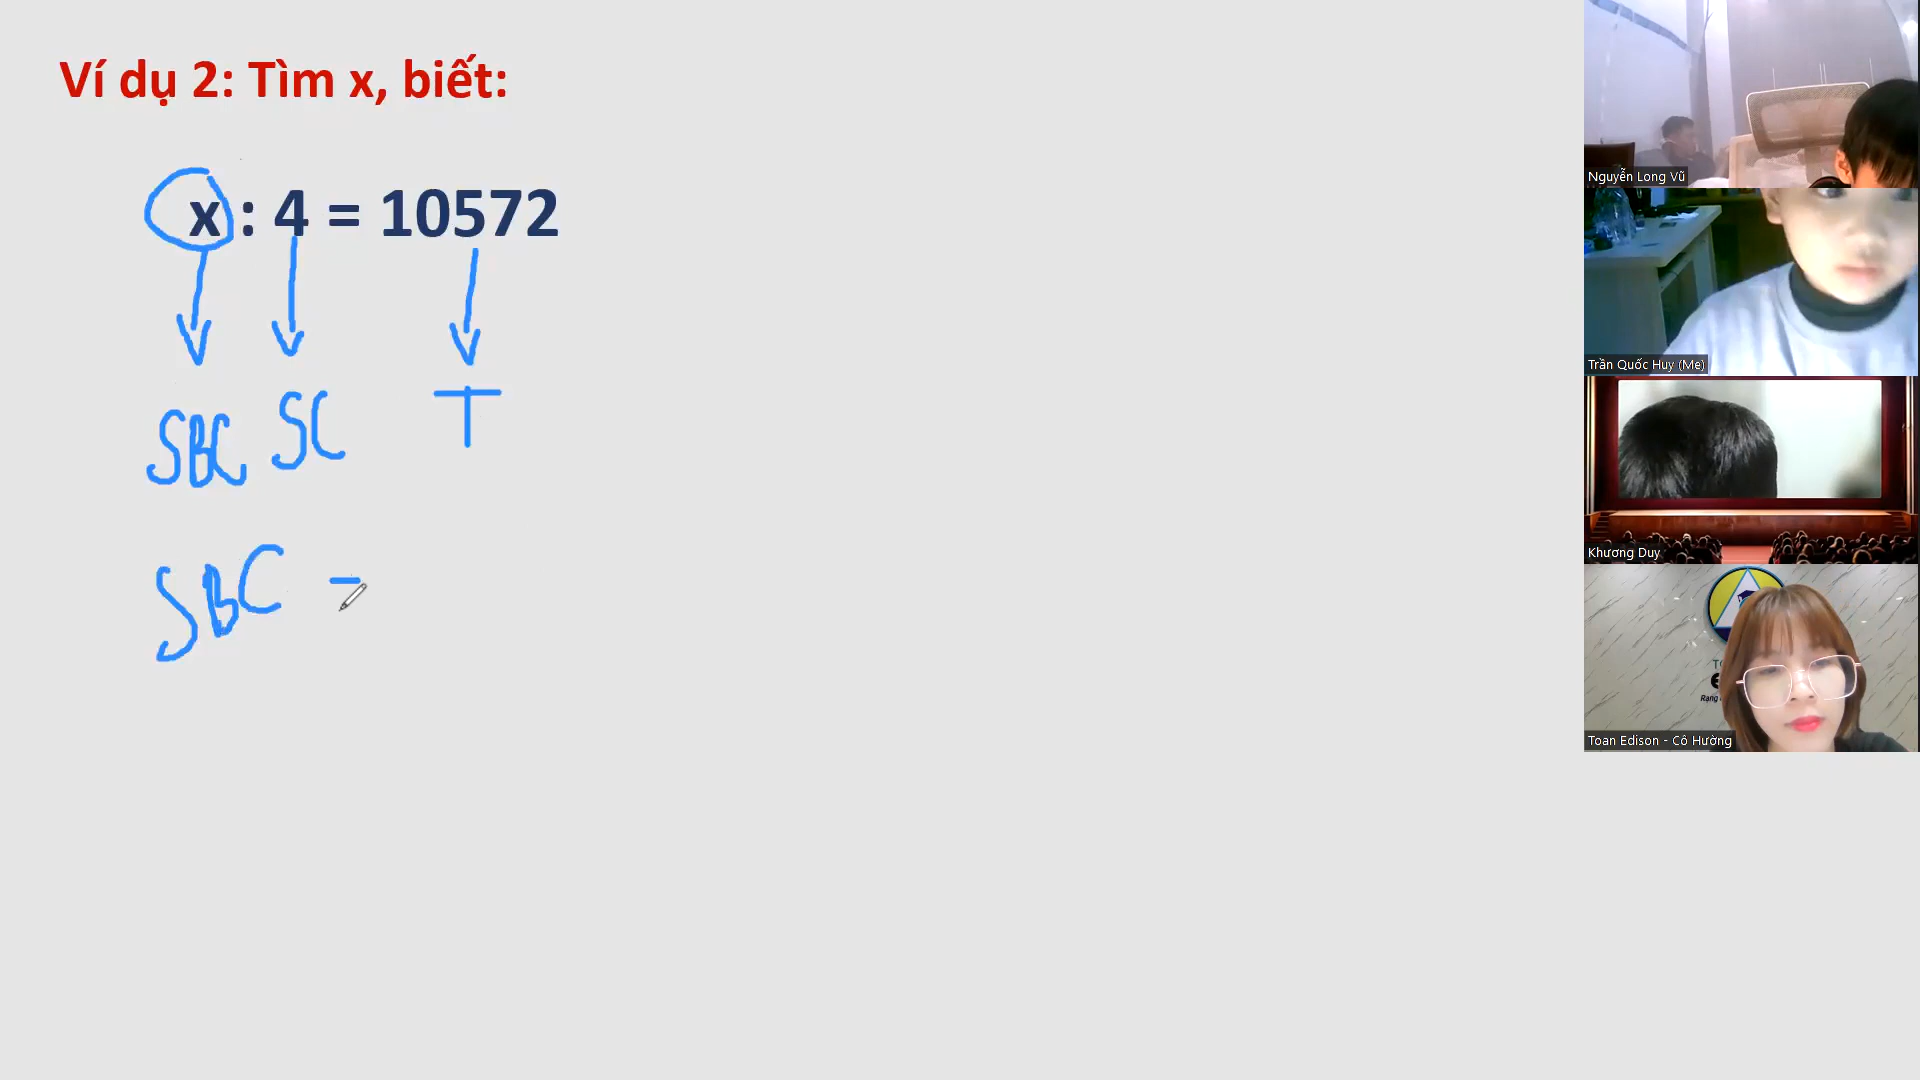 Ví dụ 2: Tìm x, biết:
x : 4 = 10572
SBC SC T
SBC =
Nguyễn Long Vũ
Trần Quốc Huy (Me)
Khương Duy
Toan Edison - Cô Hường